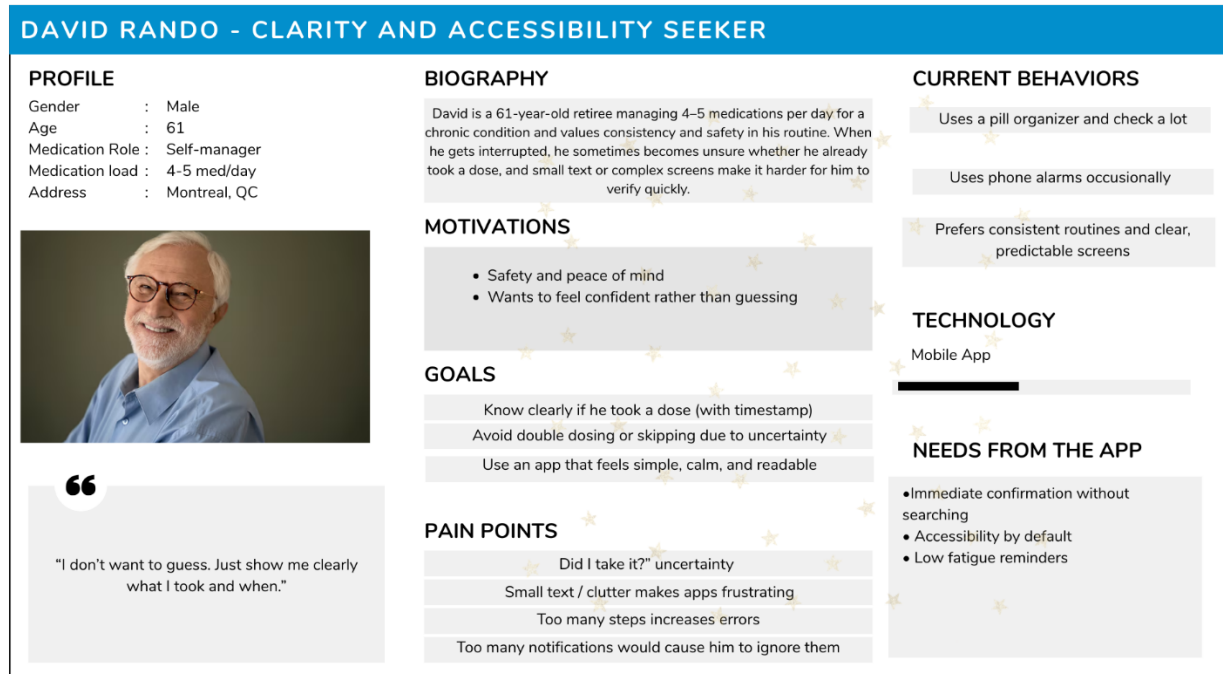 DAVID RANDO - CLARITY AND ACCESSIBILITY SEEKER
PROFILE
Gender : Male
Age : 61
Medication Role : Self-manager
Medication load : 4-5 med/day
Address : Montreal, QC
“I don’t want to guess. Just show me clearly
what I took and when.”
BIOGRAPHY
David is a 61-year-old retiree managing 4–5 medications per day for a
chronic condition and values consistency and safety in his routine. When
he gets interrupted, he sometimes becomes unsure whether he already
took a dose, and small text or complex screens make it harder for him to
verify quickly.
MOTIVATIONS
• Safety and peace of mind
• Wants to feel confident rather than guessing
GOALS
Know clearly if he took a dose (with timestamp)
Avoid double dosing or skipping due to uncertainty
Use an app that feels simple, calm, and readable
PAIN POINTS
Did I take it?” uncertainty
Small text / clutter makes apps frustrating
Too many steps increases errors
Too many notifications would cause him to ignore them
CURRENT BEHAVIORS
Uses a pill organizer and check a lot
Uses phone alarms occusionally
Prefers consistent routines and clear,
predictable screens
TECHNOLOGY
Mobile App
NEEDS FROM THE APP
•Immediate confirmation without
searching
• Accessibility by default
• Low fatigue reminders